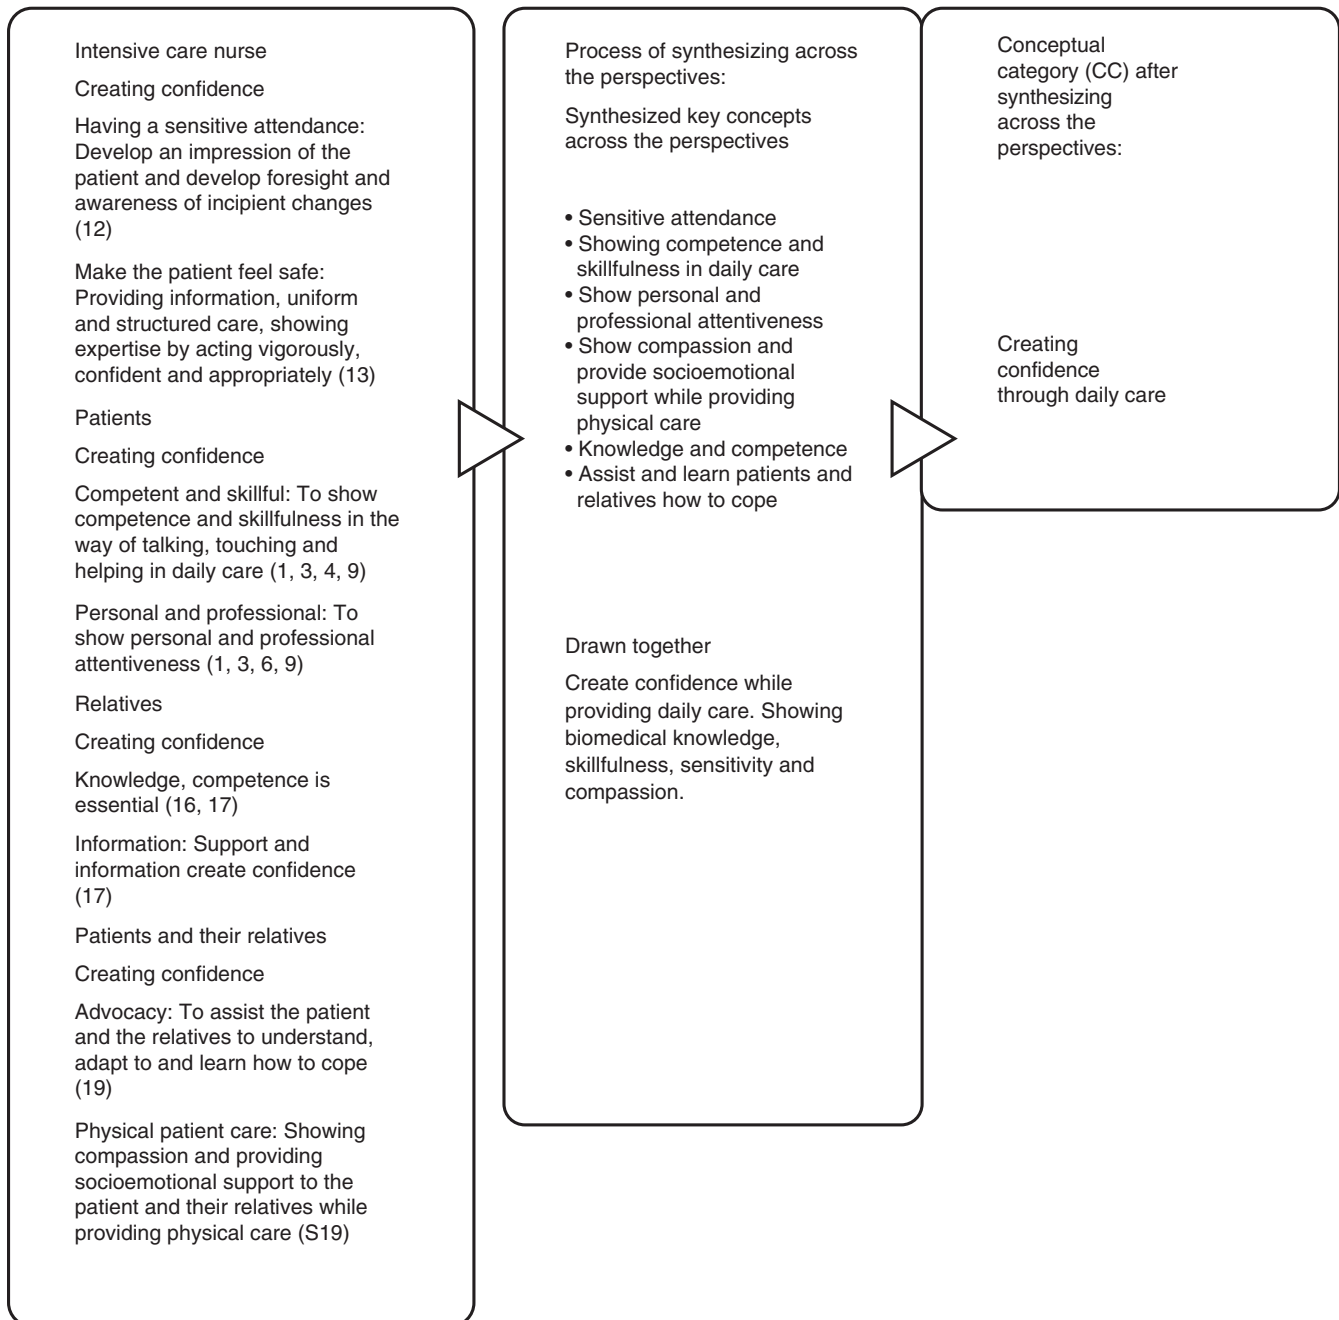 Intensive care nurse
Creating confidence
Having a sensitive attendance:
Develop an impression of the
patient and develop foresight and
awareness of incipient changes
(12)
Make the patient feel safe:
Providing information, uniform
and structured care, showing
expertise by acting vigorously,
confident and appropriately (13)
Patients
Creating confidence
Competent and skillful: To show
competence and skillfulness in the
way of talking, touching and
helping in daily care (1, 3, 4, 9)
Personal and professional: To
show personal and professional
attentiveness (1, 3, 6, 9)
Relatives
Creating confidence
Knowledge, competence is
essential (16, 17)
Information: Support and
information create confidence
(17)
Patients and their relatives
Creating confidence
Advocacy: To assist the patient
and the relatives to understand,
adapt to and learn how to cope
(19)
Physical patient care: Showing
compassion and providing
socioemotional support to the
patient and their relatives while
providing physical care (S19)
Process of synthesizing across
the perspectives:
Synthesized key concepts
across the perspectives
• Sensitive attendance
• Showing competence and
skillfulness in daily care
• Show personal and
professional attentiveness
• Show compassion and
provide socioemotional
support while providing
physical care
• Knowledge and competence
• Assist and learn patients and
relatives how to cope
Drawn together
Create confidence while
providing daily care. Showing
biomedical knowledge,
skillfulness, sensitivity and
compassion.
Conceptual
category (CC) after
synthesizing
across the
perspectives:
Creating
confidence
through daily care